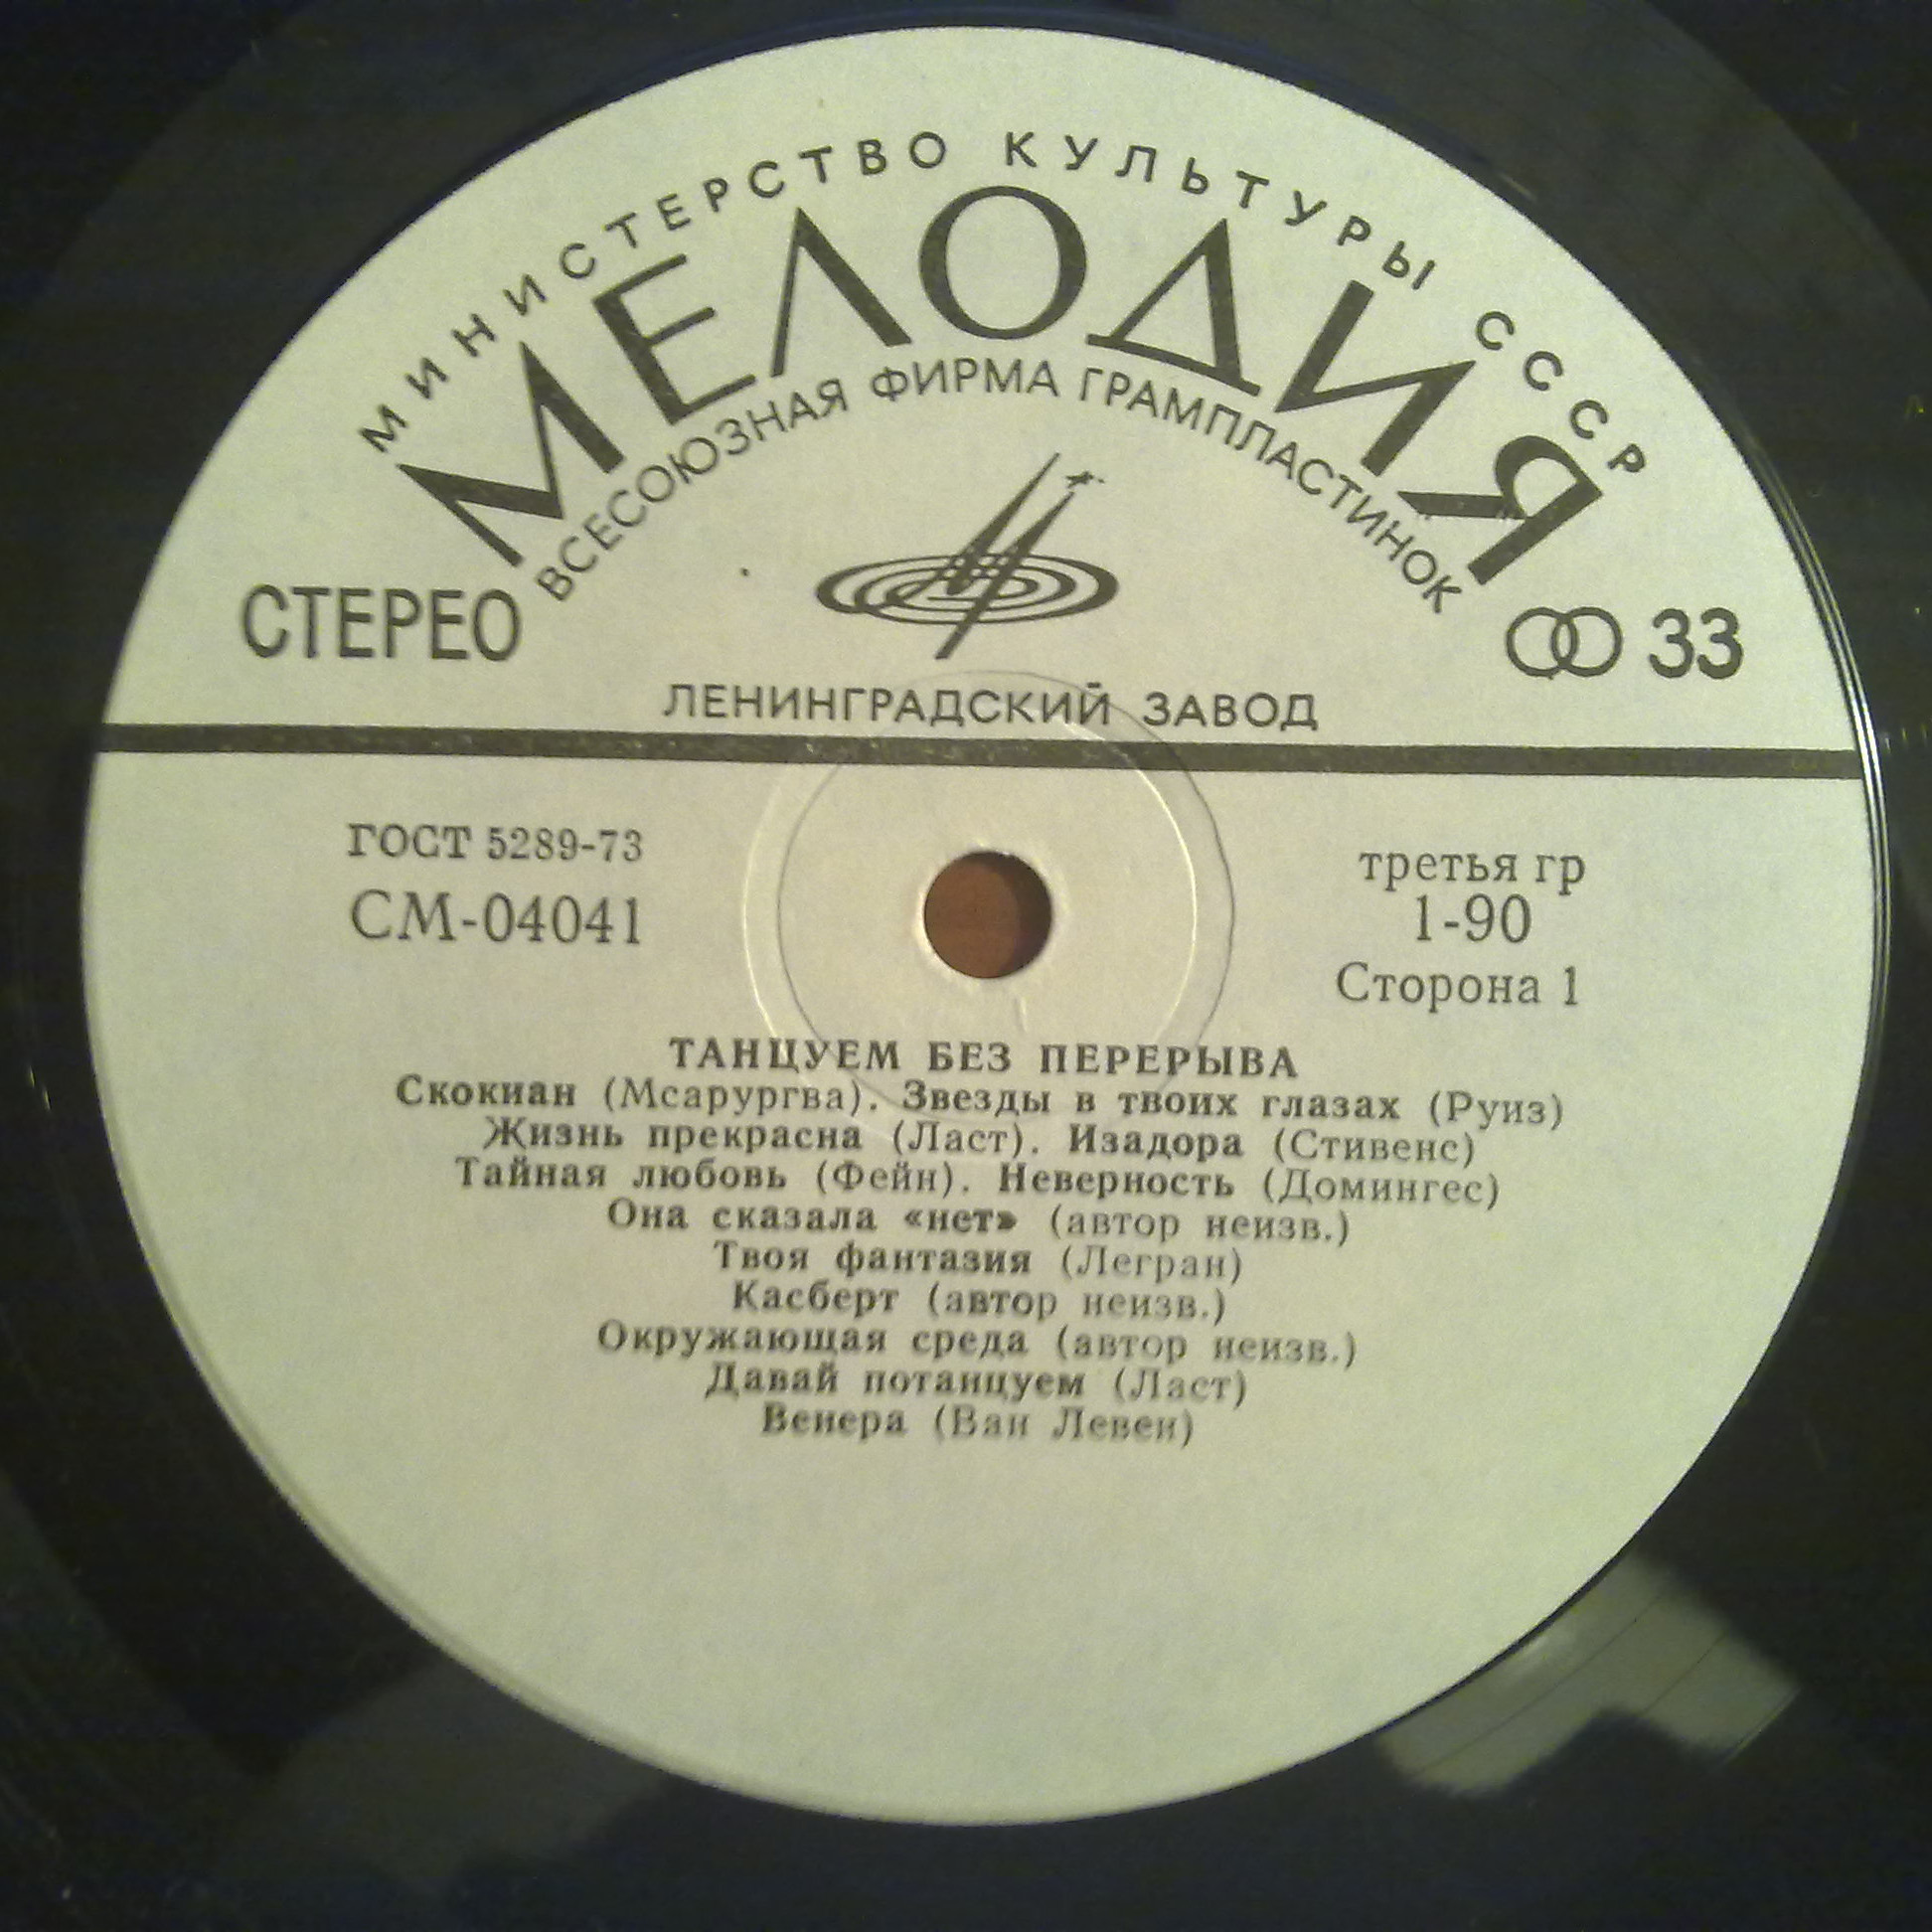 МИНИСТЕРСТВО КУЛЬТУРЫ СССР
МЕЛОДИЯ
ВСЕСОЮЗНАЯ ФИРМА ГРАМПЛАСТИНОК
СТЕРЕО
33
ЛЕНИНГРАДСКИЙ ЗАВОД
ГОСТ 5289-73
СМ-04041
третья гр
1-90
Сторона 1
ТАНЦУЕМ БЕЗ ПЕРЕРЫВА
Скокиан (Мсарургва). Звезды в твоих глазах (Руиз)
Жизнь прекрасна (Ласт). Изадора (Стивенс)
Тайная любовь (Фейн). Неверность (Домингес)
Она сказала «нет» (автор неизв.)
Твоя фантазия (Легран)
Касберт (автор неизв.)
Окружающая среда (автор неизв.)
Давай потанцуем (Ласт)
Венера (Ван Левен)